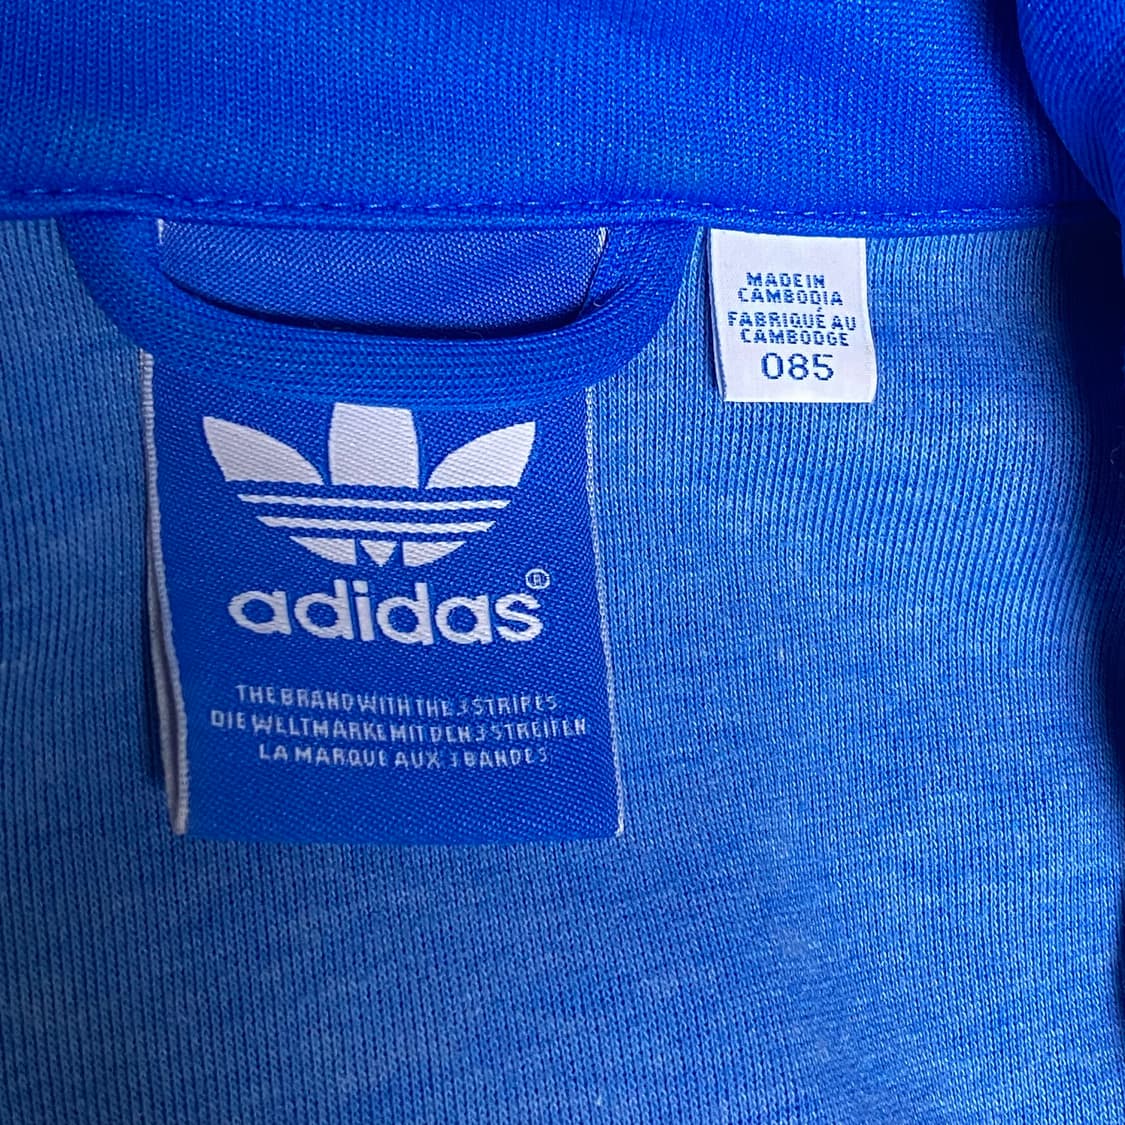 MADE IN
CAMBODIA
FABRIQUÉ AU
CAMBODGE
085
adidas®
THE BRAND WITH THE 3 STRIPES
DIE WELTMARKE MIT DEN 3 STREIFEN
LA MARQUE AUX 3 BANDES